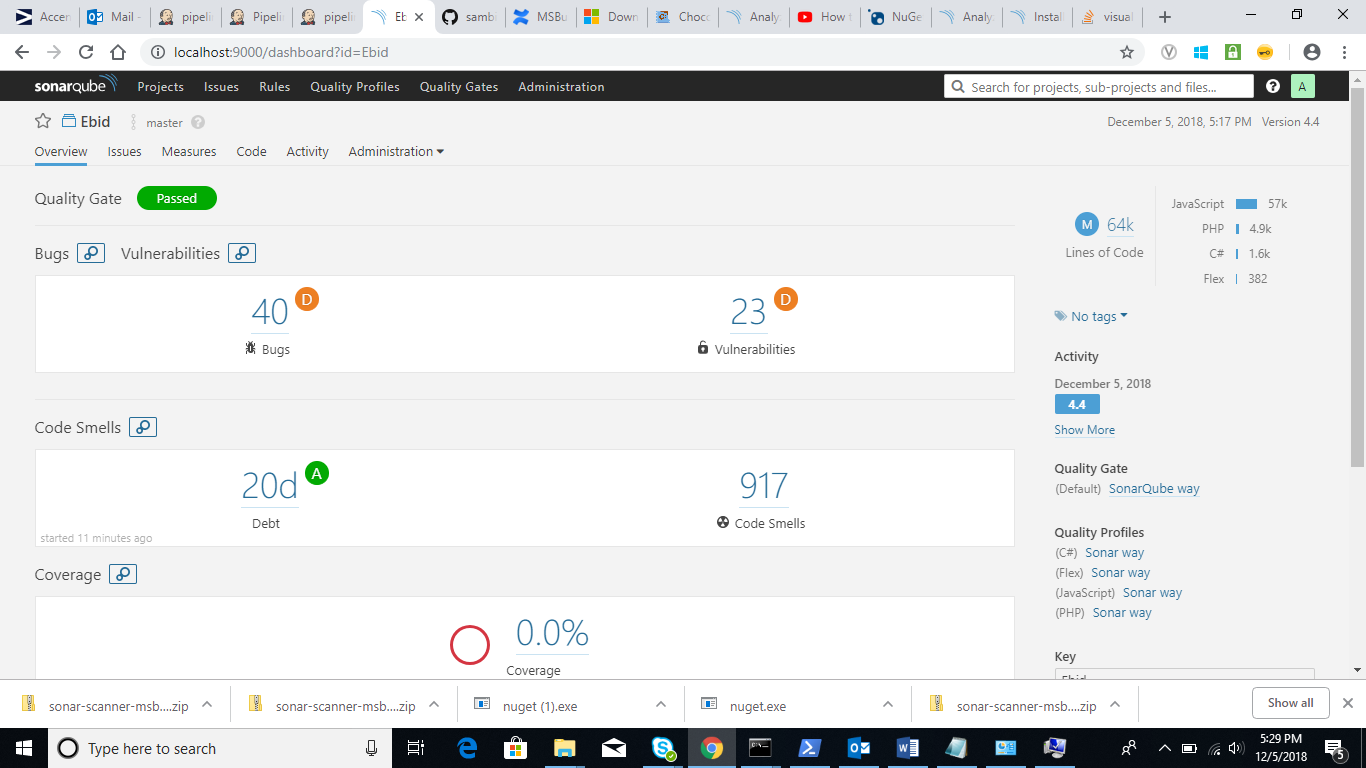 Accen Mail - pipelin Pipelin pipelin Eb sambi MSBu Down Choco Analy: How t NuGe Analy: Instal visual
localhost:9000/dashboard?id=Ebid
sonarqube Projects Issues Rules Quality Profiles Quality Gates Administration Search for projects, sub-projects and files... ? A
Ebid master ? December 5, 2018, 5:17 PM Version 4.4
Overview Issues Measures Code Activity Administration
Quality Gate Passed
Bugs Vulnerabilities
40 D 23 D
Bugs Vulnerabilities
Code Smells
20d A 917
Debt Code Smells
started 11 minutes ago
Coverage
0.0%
Coverage
M 64k
Lines of Code
JavaScript 57k
PHP 4.9k
C# 1.6k
Flex 382
No tags
Activity
December 5, 2018
4.4
Show More
Quality Gate
(Default) SonarQube way
Quality Profiles
(C#) Sonar way
(Flex) Sonar way
(JavaScript) Sonar way
(PHP) Sonar way
Key
Ebid
sonar-scanner-msb....zip sonar-scanner-msb....zip nuget (1).exe nuget.exe sonar-scanner-msb....zip Show all
Type here to search
5:29 PM
12/5/2018
5